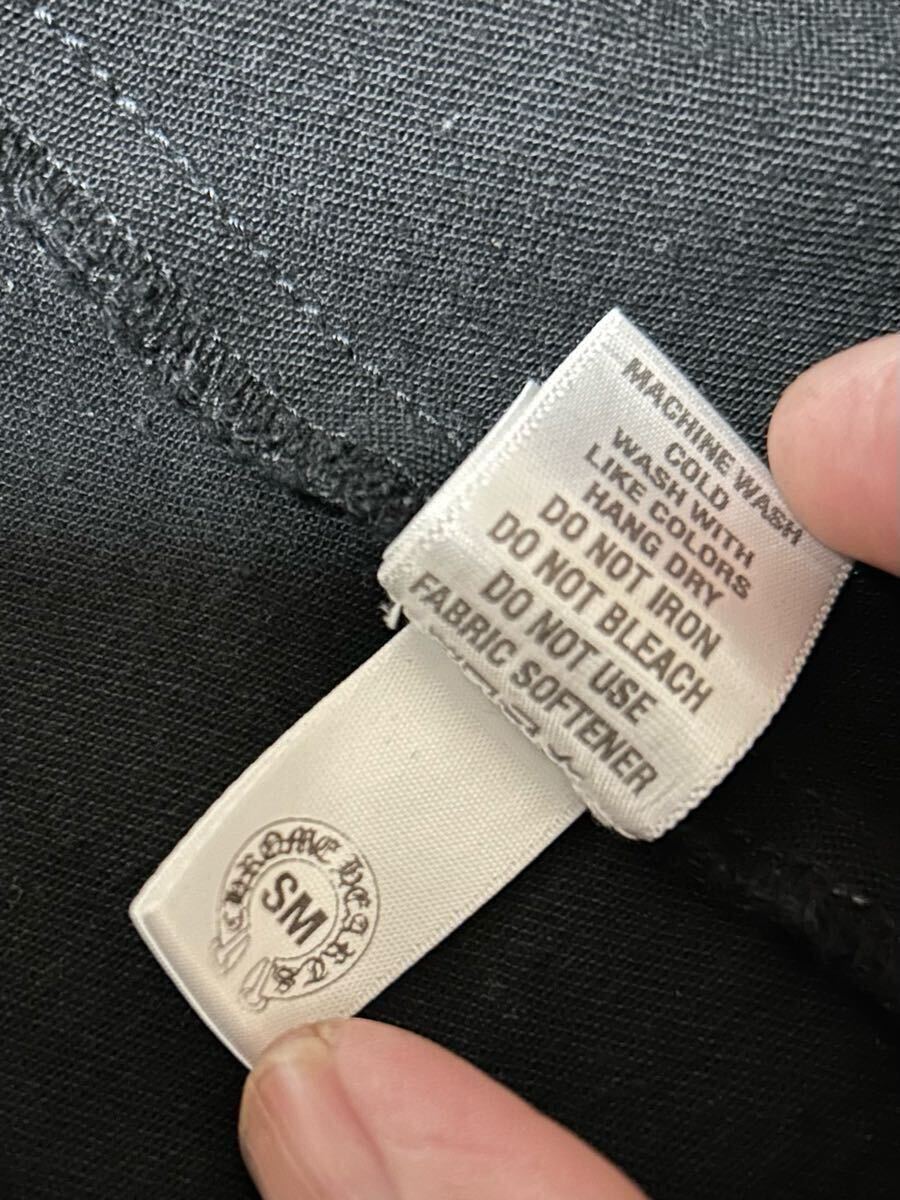 MACHINE WASH
COLD
WASH WITH
LIKE COLORS
HANG DRY
DO NOT IRON
DO NOT BLEACH
DO NOT USE
FABRIC SOFTENER
CHROME HEARTS
SM